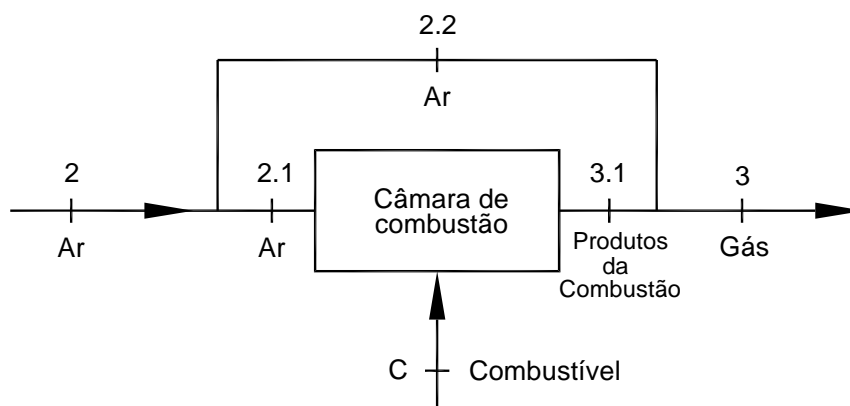 2.2
Ar
2
2.1
Câmara de
combustão
3.1
3
Ar
Ar
Produtos
da
Combustão
Gás
C
Combustível